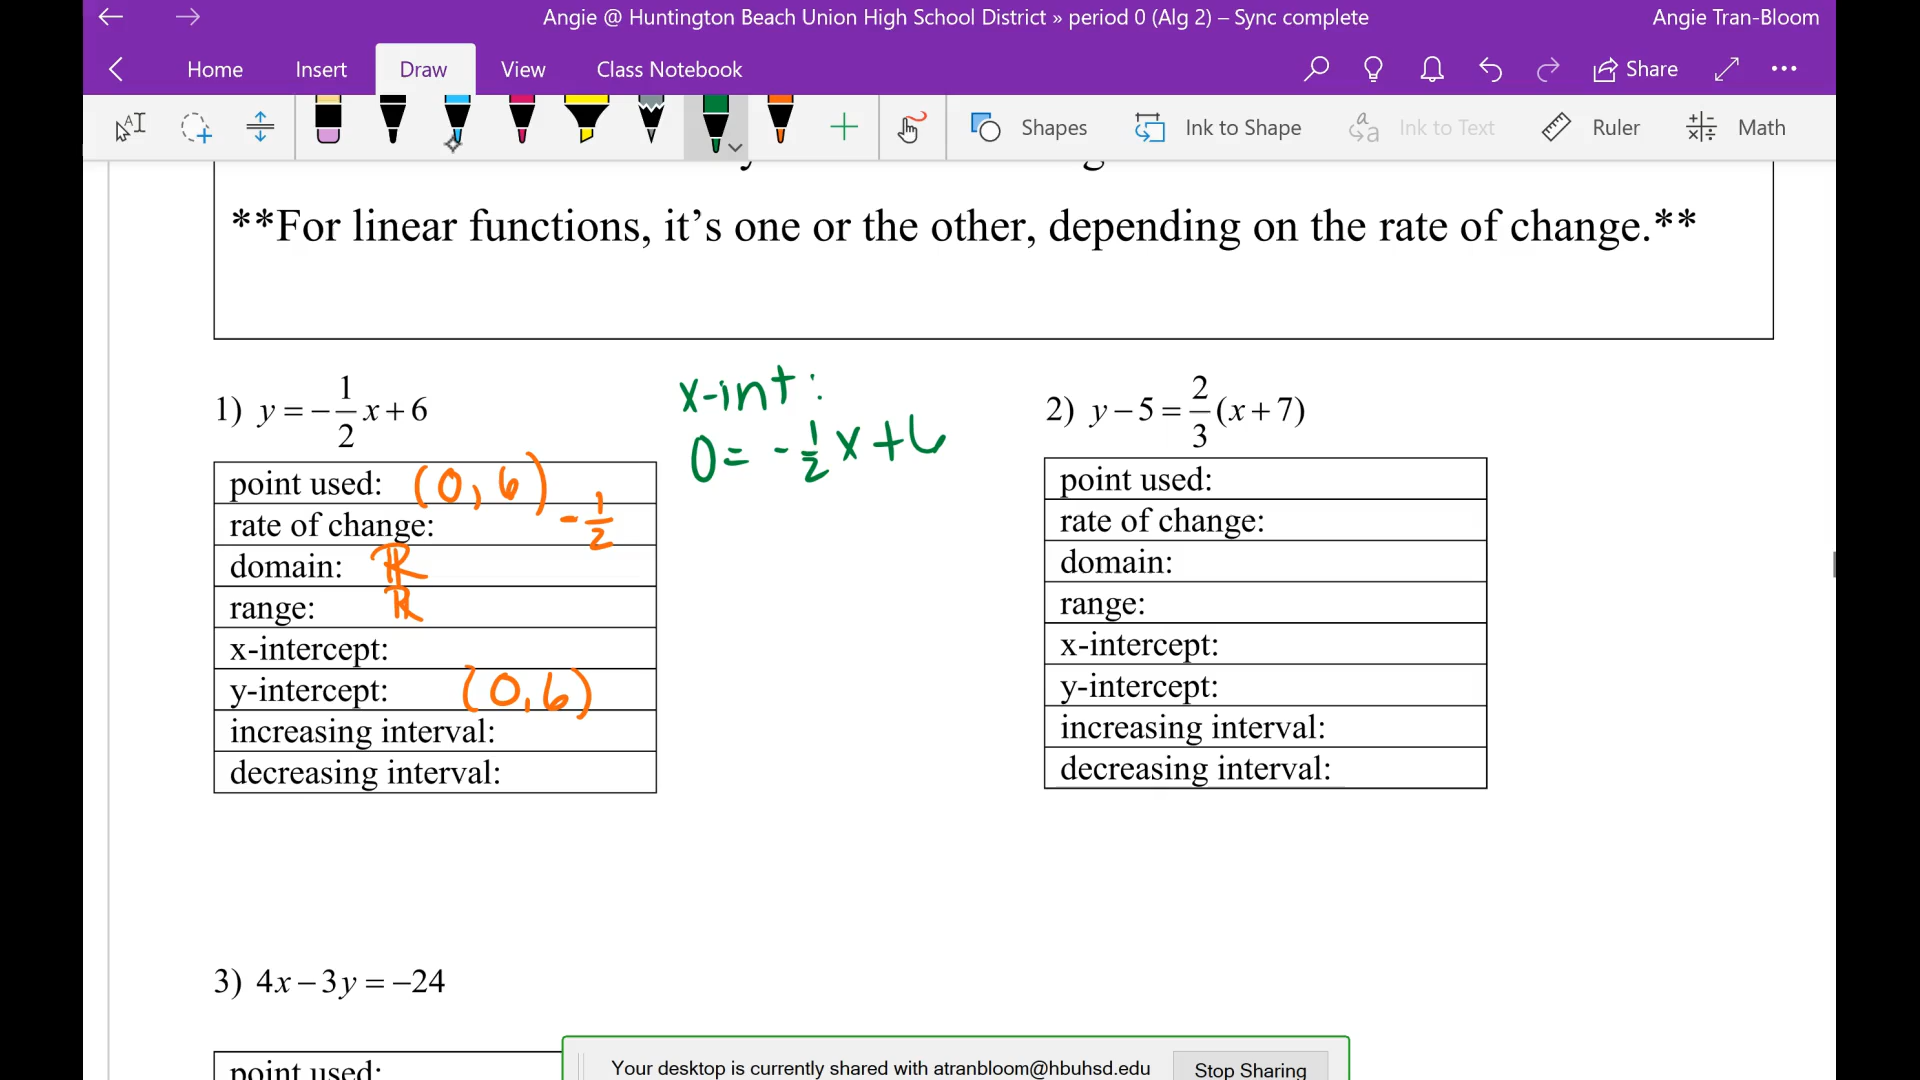 Angie @ Huntington Beach Union High School District » period 0 (Alg 2) – Sync complete
Angie Tran-Bloom
Home Insert Draw View Class Notebook Share
Shapes Ink to Shape Ink to Text Ruler Math
**For linear functions, it's one or the other, depending on the rate of change.**
1) y = -1/2 x + 6
x-int:
0 = -1/2 x + 6
point used: (0, 6)
rate of change: -1/2
domain: ℝ
range: ℝ
x-intercept:
y-intercept: (0, 6)
increasing interval:
decreasing interval:
2) y – 5 = 2/3 (x + 7)
point used:
rate of change:
domain:
range:
x-intercept:
y-intercept:
increasing interval:
decreasing interval:
3) 4x – 3y = –24
point used:
Your desktop is currently shared with atranbloom@hbuhsd.edu
Stop Sharing